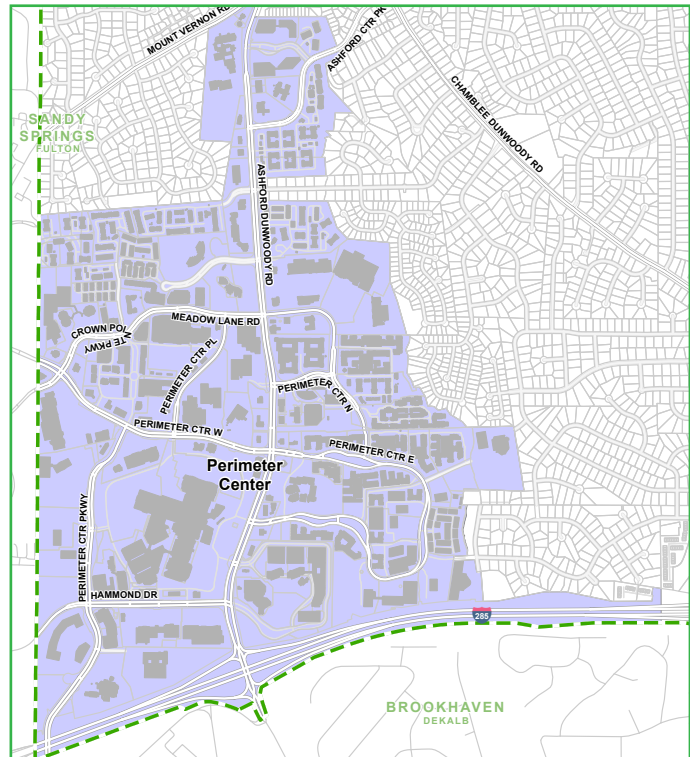 MOUNT VERNON RD
ASHFORD CTR PK
CHAMBLEE DUNWOODY RD
SANDY
SPRINGS
FULTON
ASHFORD DUNWOODY RD
MEADOW LANE RD
CROWN POINTE PKWY
PERIMETER CTR PL
PERIMETER CTR N
PERIMETER CTR W
PERIMETER CTR E
Perimeter
Center
PERIMETER CTR PKWY
HAMMOND DR
285
BROOKHAVEN
DEKALB